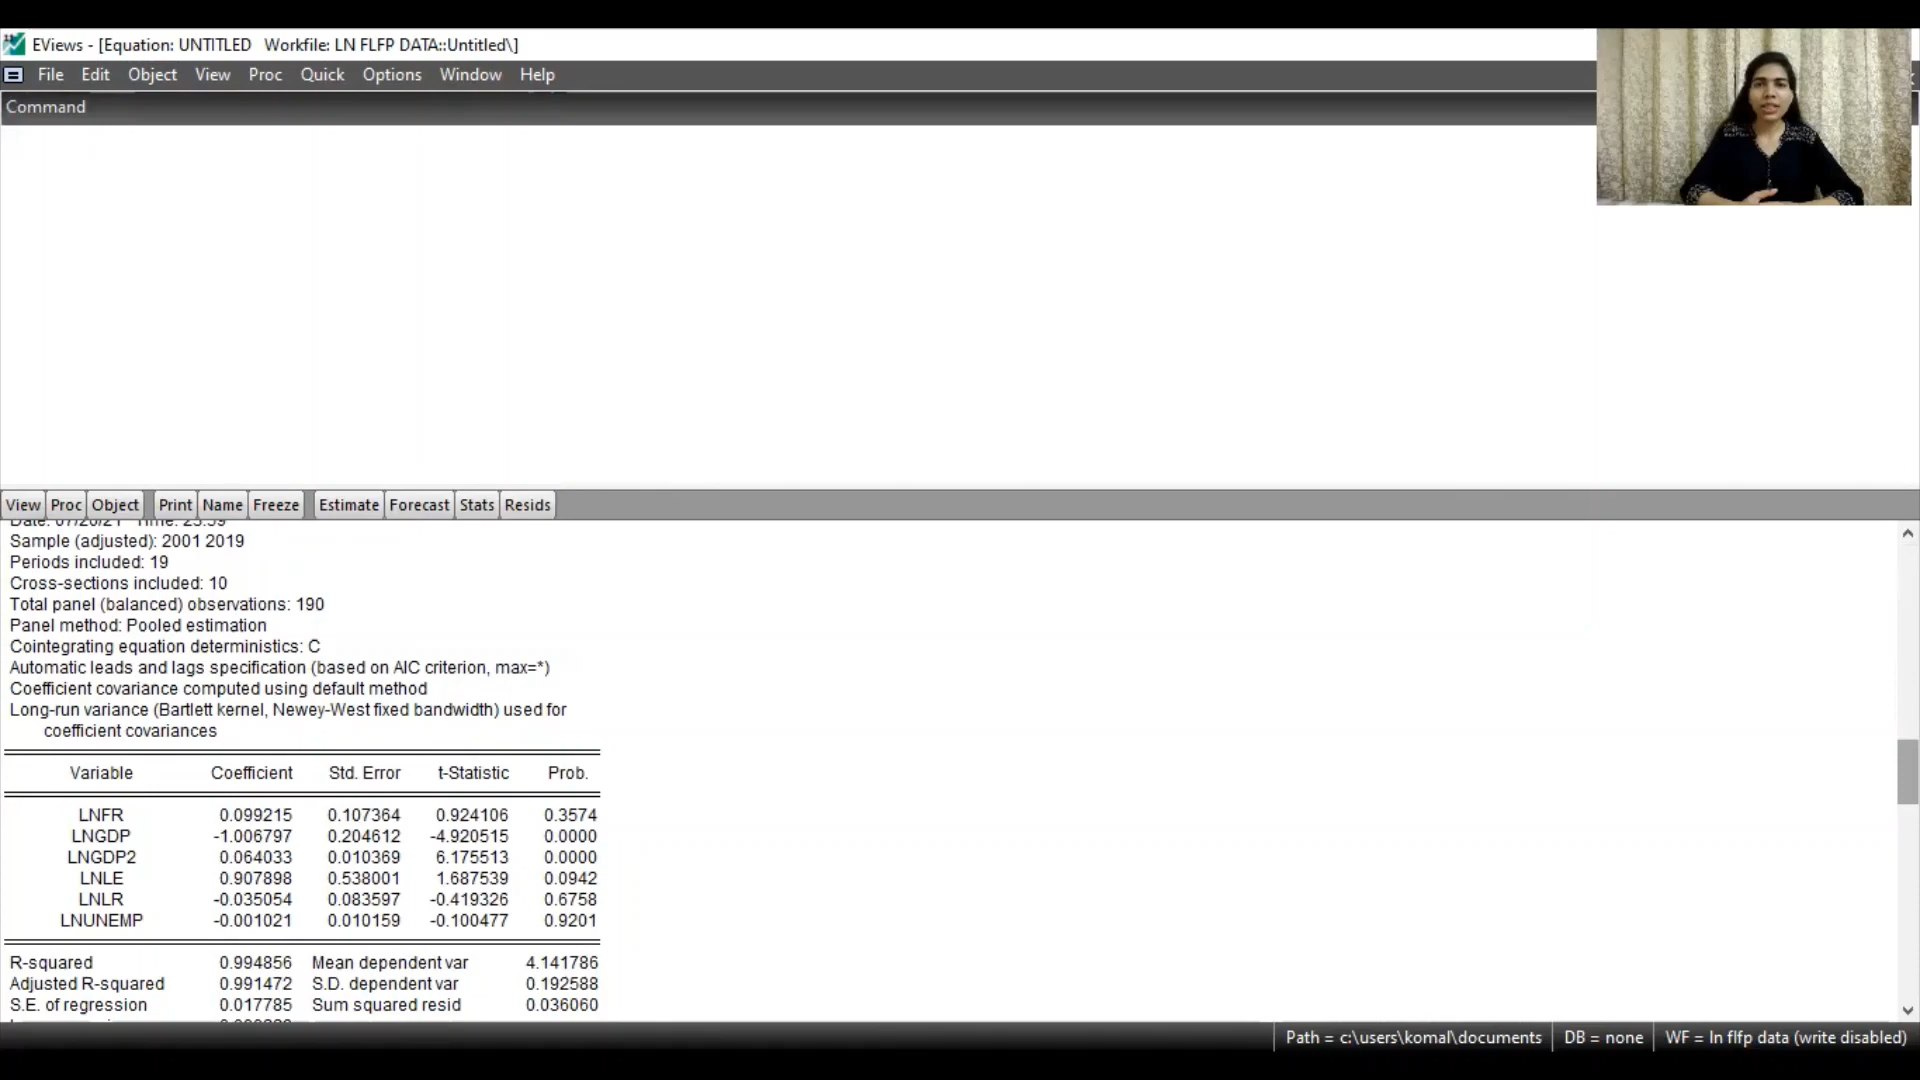 EViews - [Equation: UNTITLED Workfile: LN FLFP DATA::Untitled\]
File Edit Object View Proc Quick Options Window Help
Command
View Proc Object Print Name Freeze Estimate Forecast Stats Resids
Sample (adjusted): 2001 2019
Periods included: 19
Cross-sections included: 10
Total panel (balanced) observations: 190
Panel method: Pooled estimation
Cointegrating equation deterministics: C
Automatic leads and lags specification (based on AIC criterion, max=*)
Coefficient covariance computed using default method
Long-run variance (Bartlett kernel, Newey-West fixed bandwidth) used for
coefficient covariances
Variable Coefficient Std. Error t-Statistic Prob.
LNFR 0.099215 0.107364 0.924106 0.3574
LNGDP -1.006797 0.204612 -4.920515 0.0000
LNGDP2 0.064033 0.010369 6.175513 0.0000
LNLE 0.907898 0.538001 1.687539 0.0942
LNLR -0.035054 0.083597 -0.419326 0.6758
LNUNEMP -0.001021 0.010159 -0.100477 0.9201
R-squared 0.994856 Mean dependent var 4.141786
Adjusted R-squared 0.991472 S.D. dependent var 0.192588
S.E. of regression 0.017785 Sum squared resid 0.036060
Path = c:\users\komal\documents DB = none WF = ln flfp data (write disabled)